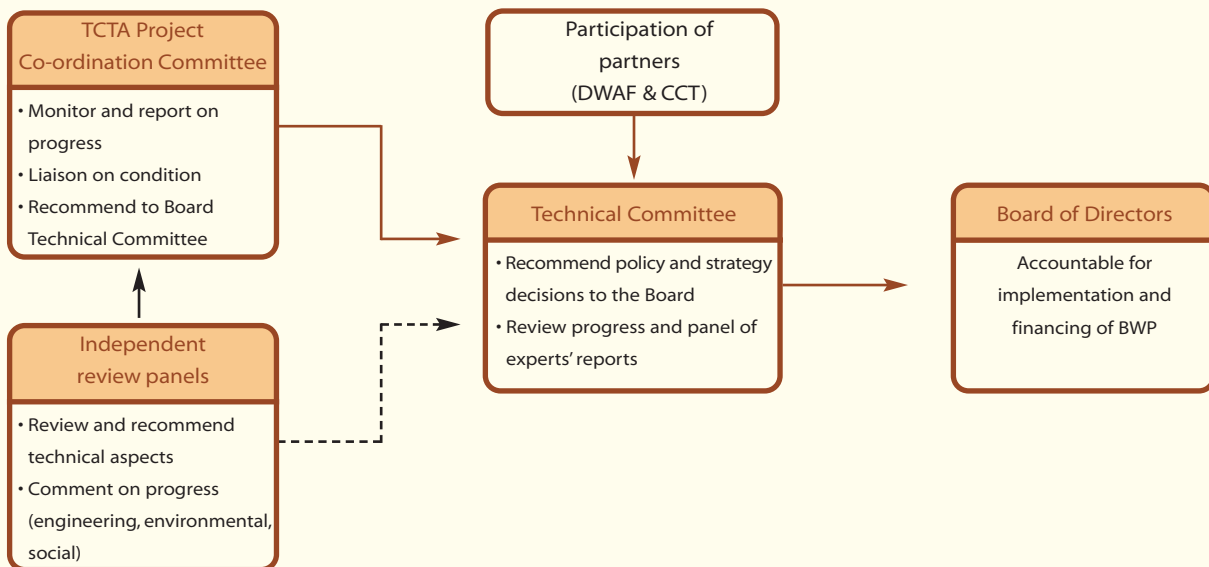 TCTA Project
Co-ordination Committee
• Monitor and report on
progress
• Liaison on condition
• Recommend to Board
Technical Committee
Participation of
partners
(DWAF & CCT)
Technical Committee
• Recommend policy and strategy
decisions to the Board
• Review progress and panel of
experts' reports
Board of Directors
Accountable for
implementation and
financing of BWP
Independent
review panels
• Review and recommend
technical aspects
• Comment on progress
(engineering, environmental,
social)